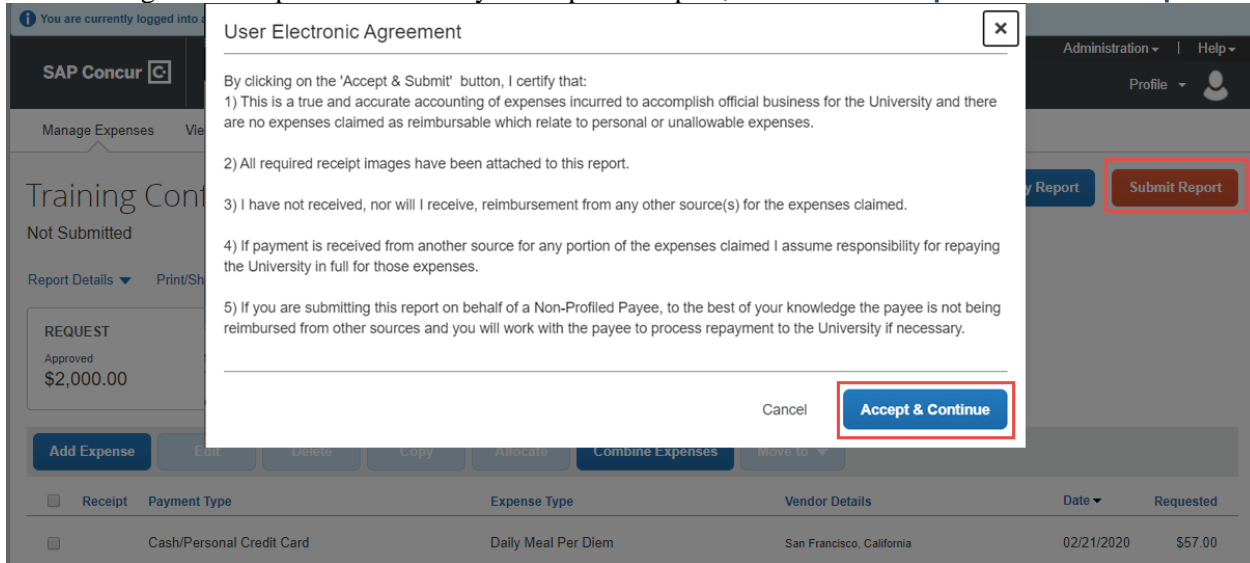 You are currently logged into
User Electronic Agreement
Administration | Help
SAP Concur C
Profile
By clicking on the 'Accept & Submit' button, I certify that:
1) This is a true and accurate accounting of expenses incurred to accomplish official business for the University and there
are no expenses claimed as reimbursable which relate to personal or unallowable expenses.
Manage Expenses
2) All required receipt images have been attached to this report.
Training Conf
Report
Submit Report
3) I have not received, nor will I receive, reimbursement from any other source(s) for the expenses claimed.
Not Submitted
4) If payment is received from another source for any portion of the expenses claimed I assume responsibility for repaying
the University in full for those expenses.
Report Details
5) If you are submitting this report on behalf of a Non-Profiled Payee, to the best of your knowledge the payee is not being
reimbursed from other sources and you will work with the payee to process repayment to the University if necessary.
REQUEST
Approved
$2,000.00
Cancel
Accept & Continue
Add Expense Edit Delete Copy Allocate Combine Expenses Move to
Receipt Payment Type Expense Type Vendor Details Date Requested
Cash/Personal Credit Card Daily Meal Per Diem San Francisco, California 02/21/2020 $57.00